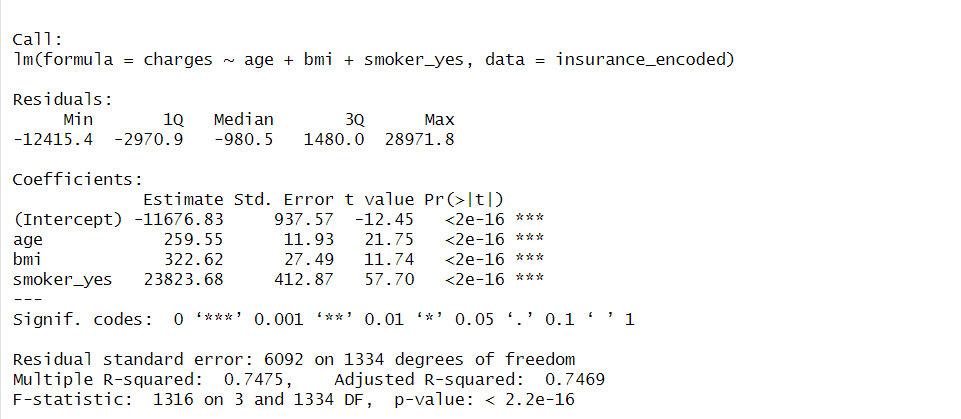 Call:
lm(formula = charges ~ age + bmi + smoker_yes, data = insurance_encoded)
Residuals:
     Min       1Q   Median       3Q      Max
-12415.4  -2970.9   -980.5   1480.0  28971.8
Coefficients:
             Estimate Std. Error t value Pr(>|t|)
(Intercept) -11676.83     937.57  -12.45   <2e-16 ***
age            259.55      11.93   21.75   <2e-16 ***
bmi            322.62      27.49   11.74   <2e-16 ***
smoker_yes   23823.68     412.87   57.70   <2e-16 ***
---
Signif. codes:  0 ‘***’ 0.001 ‘**’ 0.01 ‘*’ 0.05 ‘.’ 0.1 ‘ ’ 1
Residual standard error: 6092 on 1334 degrees of freedom
Multiple R-squared:  0.7475,    Adjusted R-squared:  0.7469
F-statistic:  1316 on 3 and 1334 DF,  p-value: < 2.2e-16